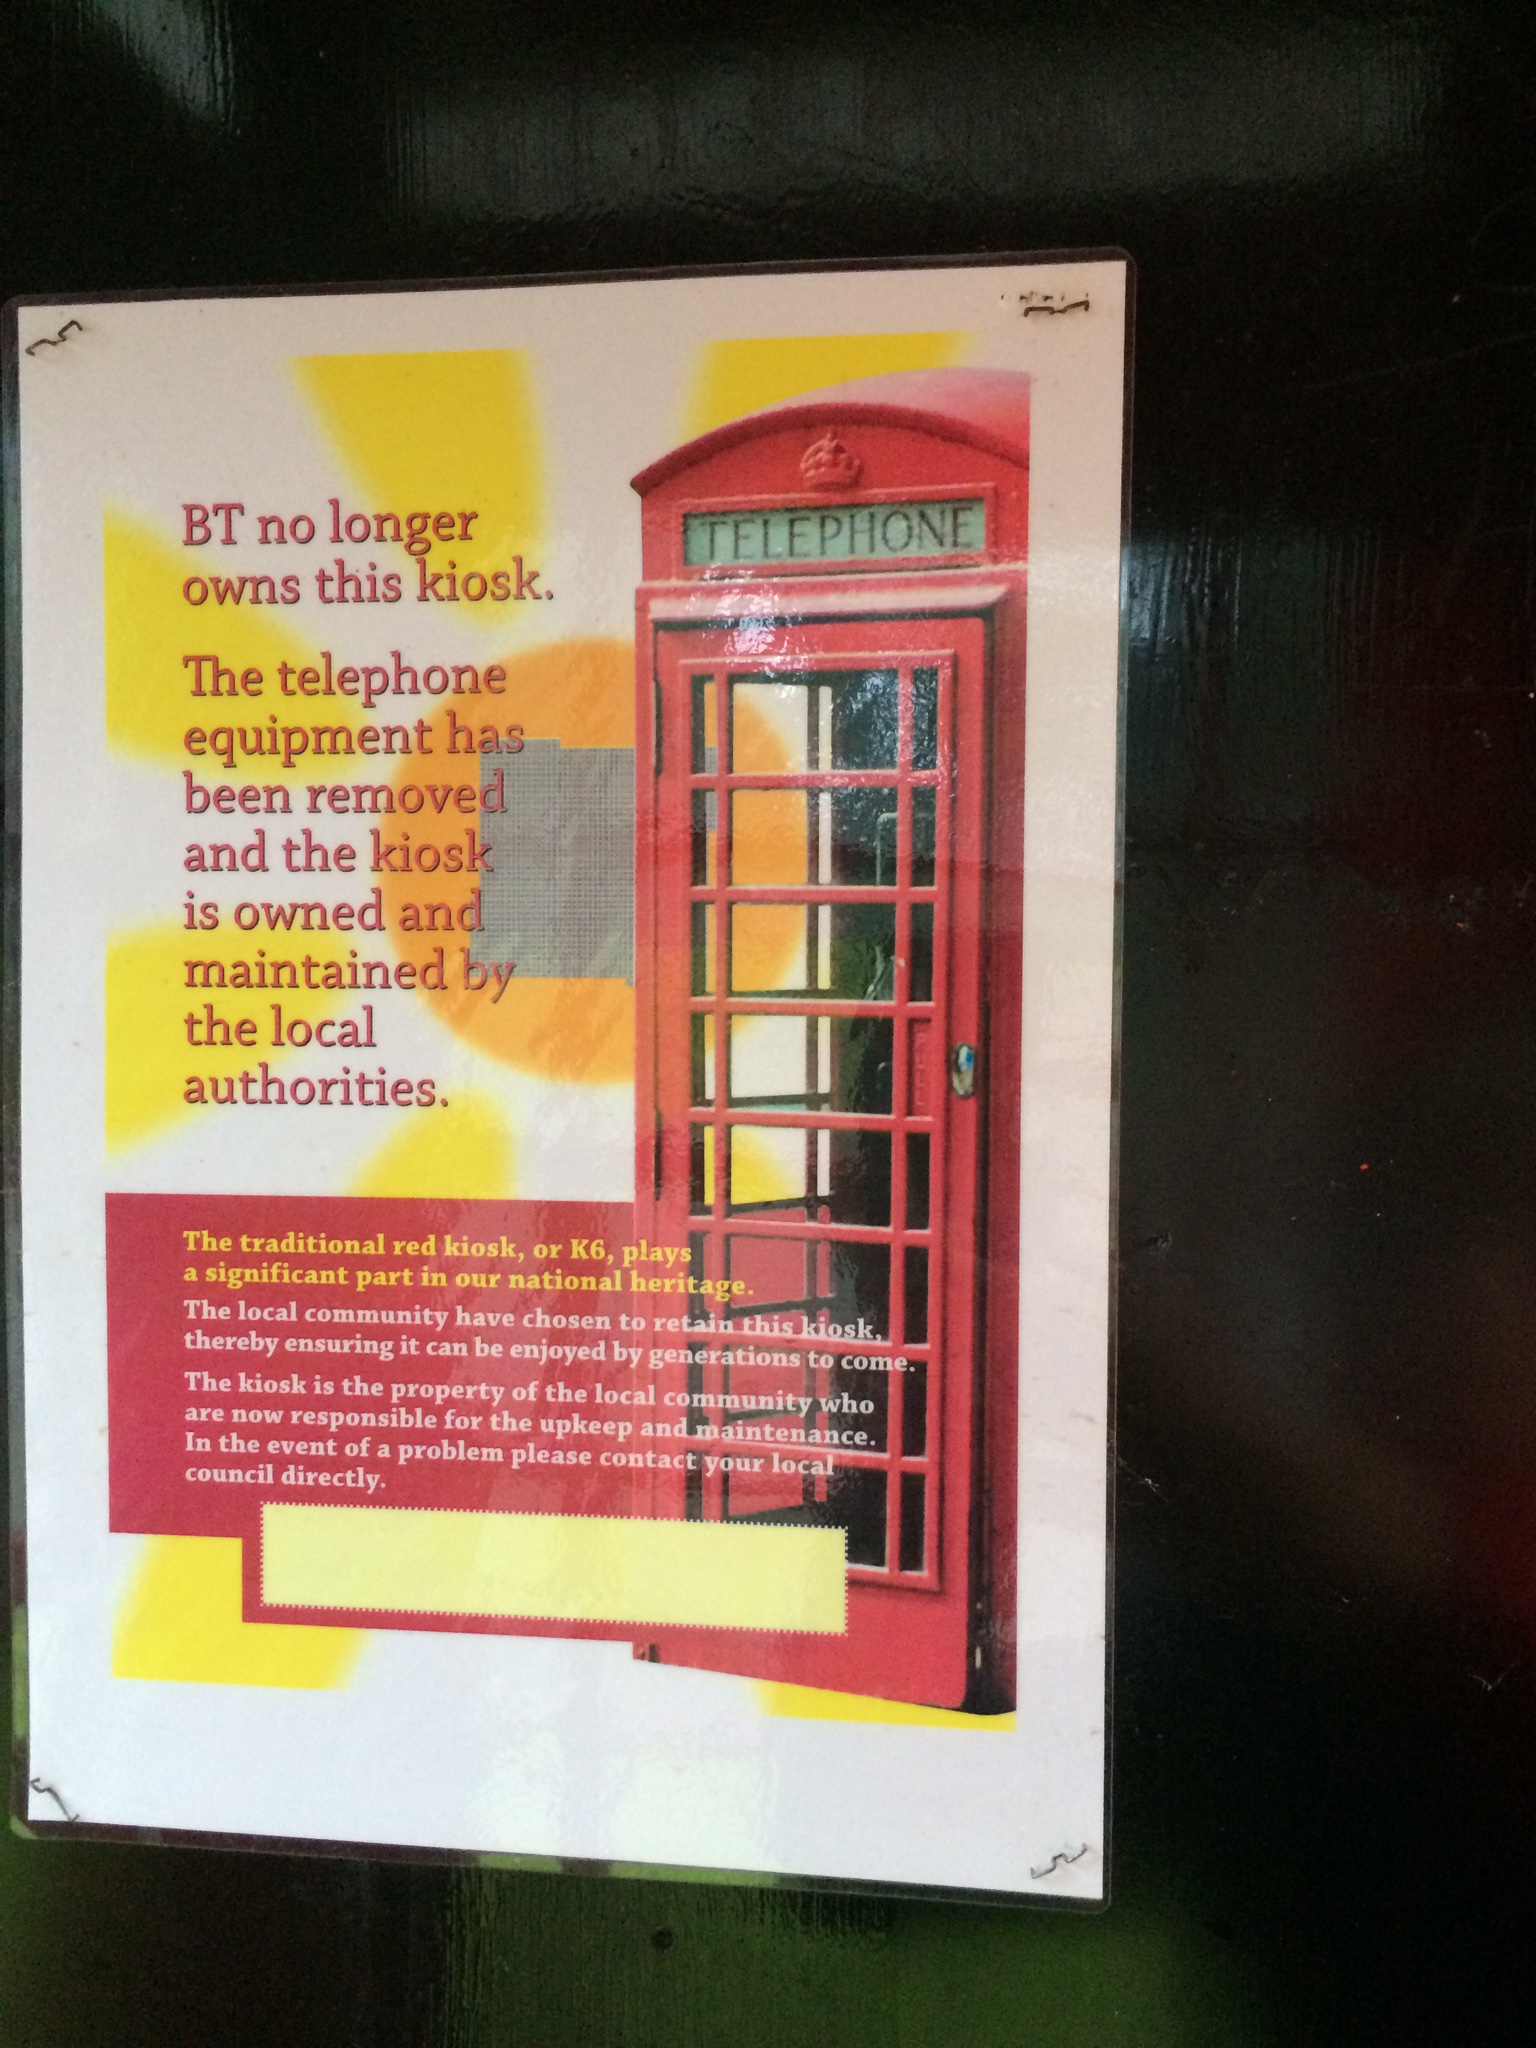 BT no longer
owns this kiosk.
The telephone
equipment has
been removed
and the kiosk
is owned and
maintained by
the local
authorities.
TELEPHONE
The traditional red kiosk, or K6, plays
a significant part in our national heritage.
The local community have chosen to retain this kiosk,
thereby ensuring it can be enjoyed by generations to come.
The kiosk is the property of the local community who
are now responsible for the upkeep and maintenance.
In the event of a problem please contact your local
council directly.